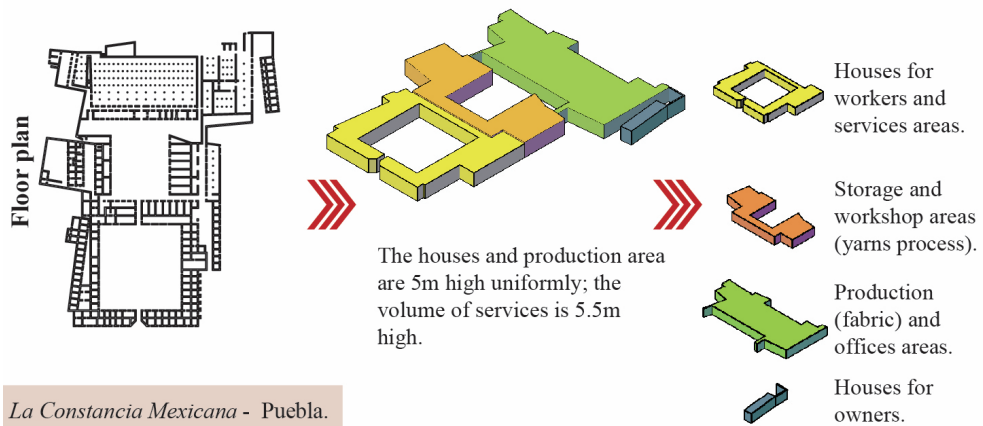 Floor plan
The houses and production area
are 5m high uniformly; the
volume of services is 5.5m
high.
Houses for
workers and
services areas.
Storage and
workshop areas
(yarns process).
Production
(fabric) and
offices areas.
Houses for
owners.
La Constancia Mexicana - Puebla.